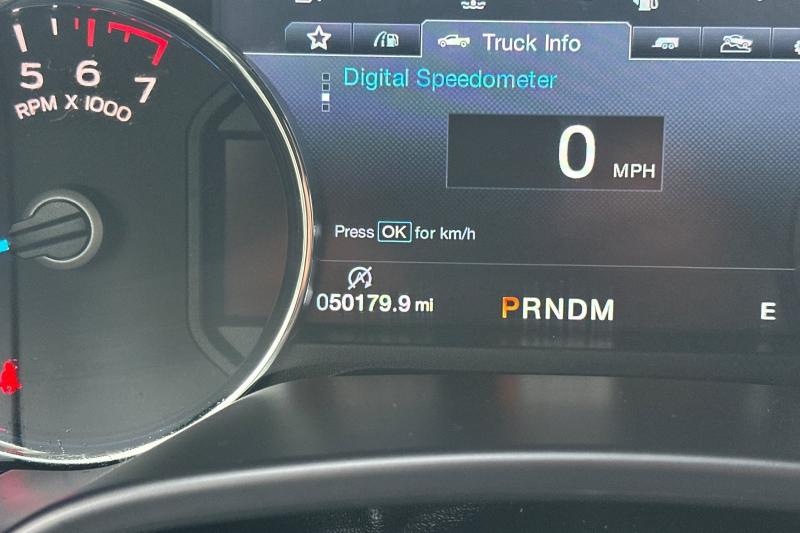 Truck Info
5 6 7
RPM X 1000
Digital Speedometer
0 MPH
Press OK for km/h
050179.9 mi
PRNDM
E